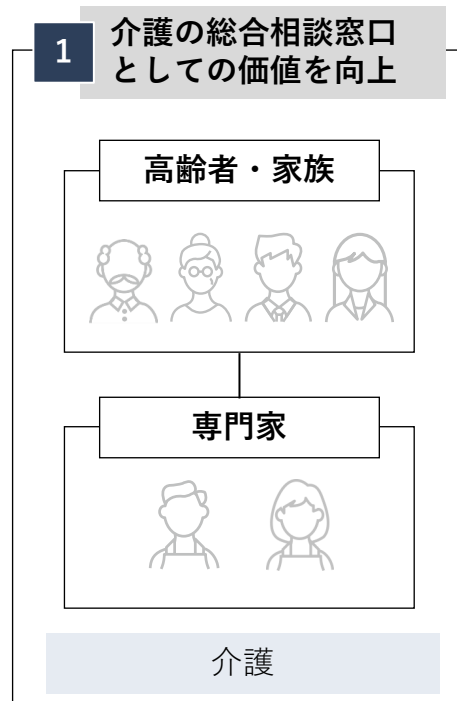 1
介護の総合相談窓口
としての価値を向上
高齢者・家族
専門家
介護